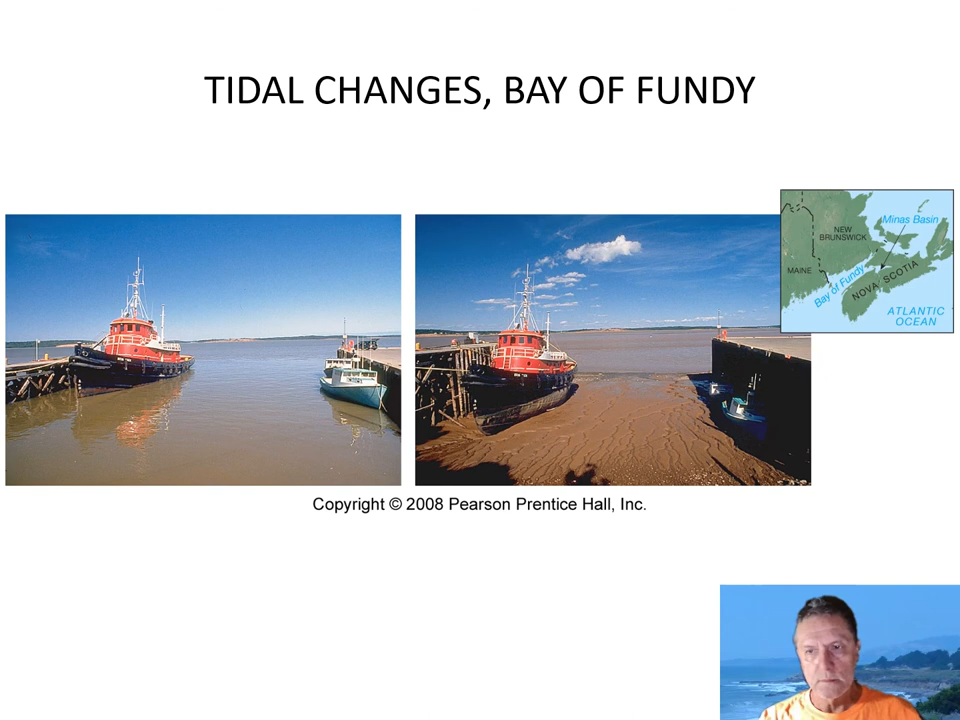 TIDAL CHANGES, BAY OF FUNDY
Minas Basin
NEW
BRUNSWICK
MAINE
Bay of Fundy
NOVA SCOTIA
ATLANTIC
OCEAN
Copyright © 2008 Pearson Prentice Hall, Inc.